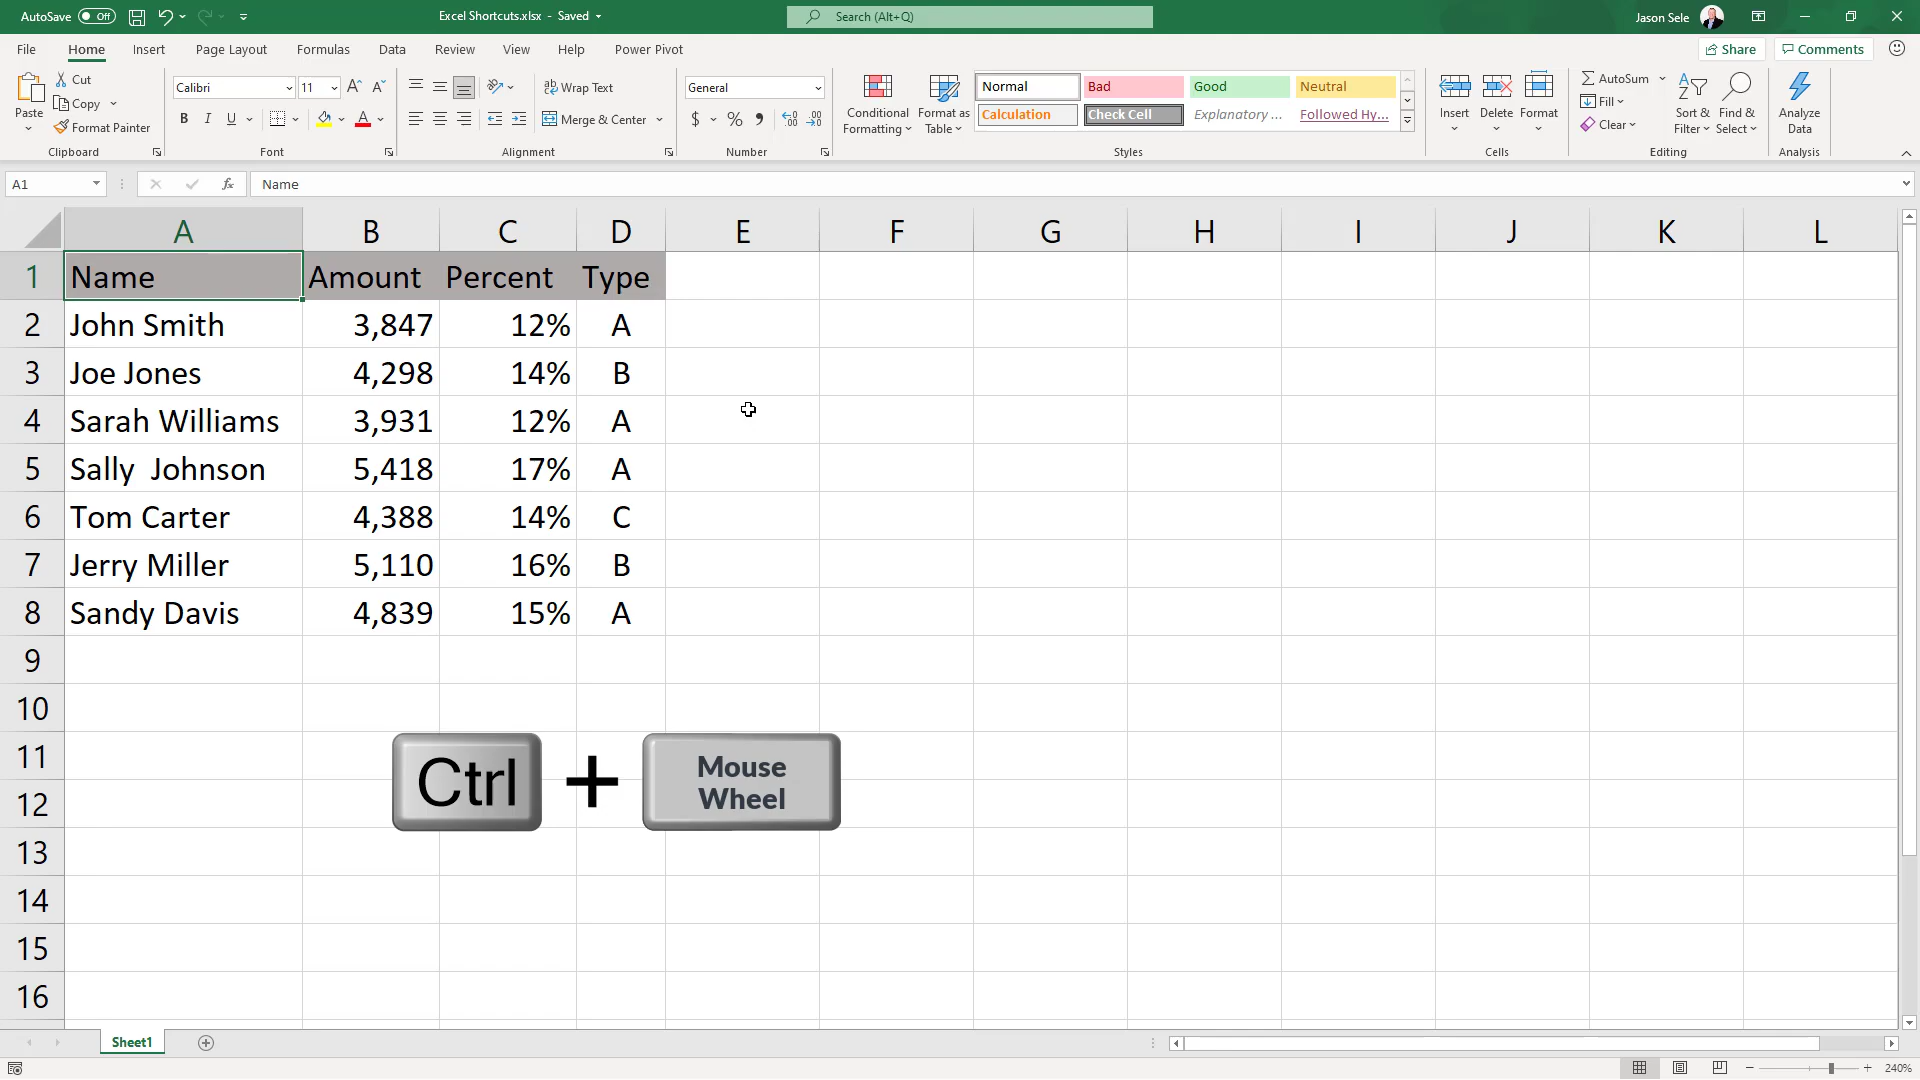 AutoSave Off Excel Shortcuts.xlsx - Saved Search (Alt+Q) Jason Sele
File Home Insert Page Layout Formulas Data Review View Help Power Pivot Share Comments
Paste Cut Copy Format Painter Clipboard
Calibri 11 B I U A A A A Font
Wrap Text Merge & Center Alignment
General $ % Number
Conditional Formatting Format as Table Normal Bad Good Neutral
Calculation Check Cell Explanatory ... Followed Hy... Styles
Insert Delete Format Cells
AutoSum Fill Clear Sort & Filter Find & Select Editing
Analyze Data Analysis
A1 fx Name
A B C D E F G H I J K L
1 Name Amount Percent Type
2 John Smith 3,847 12% A
3 Joe Jones 4,298 14% B
4 Sarah Williams 3,931 12% A
5 Sally  Johnson 5,418 17% A
6 Tom Carter 4,388 14% C
7 Jerry Miller 5,110 16% B
8 Sandy Davis 4,839 15% A
9
10
11
12
Ctrl + Mouse
Wheel
13
14
15
16
Sheet1
240%